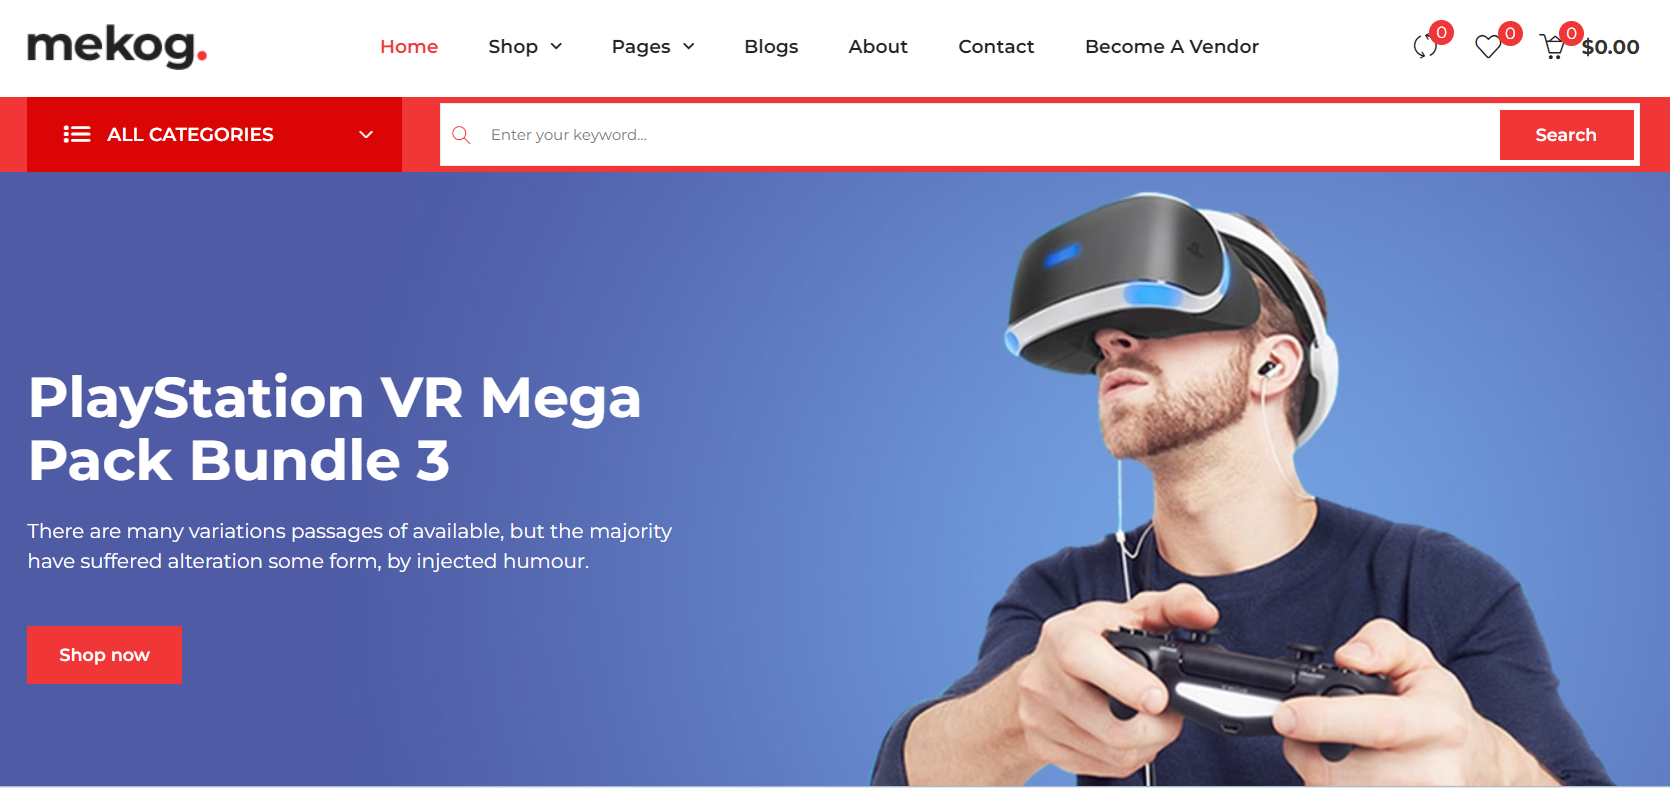 mekog.
Home Shop Pages Blogs About Contact Become A Vendor 0 0 0 $0.00
ALL CATEGORIES Enter your keyword... Search
PlayStation VR Mega
Pack Bundle 3
There are many variations passages of available, but the majority
have suffered alteration some form, by injected humour.
Shop now